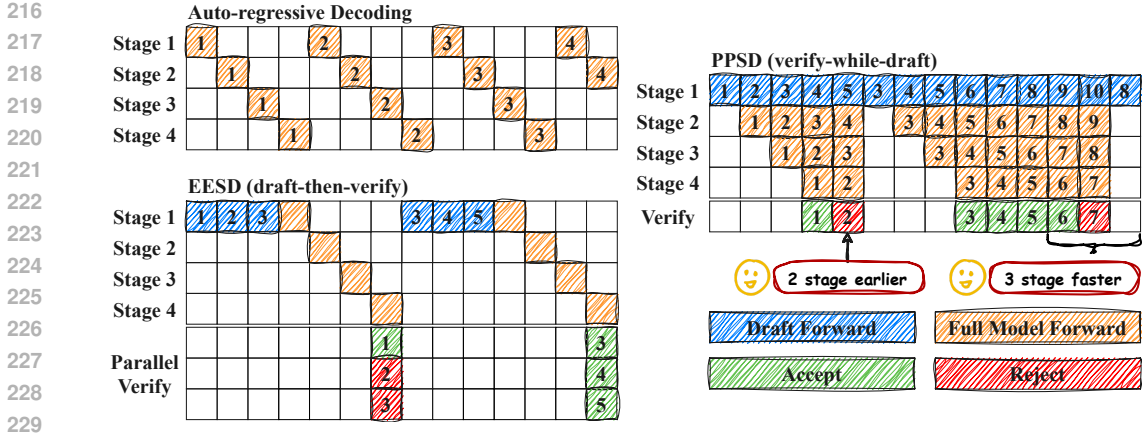 216
217
218
219
220
221
222
223
224
225
226
227
228
229
Auto-regressive Decoding
Stage 1 1 2 3 4
Stage 2 1 2 3 4
Stage 3 1 2 3
Stage 4 1 2 3
EESD (draft-then-verify)
Stage 1 1 2 3 3 4 5
Stage 2
Stage 3
Stage 4
Parallel
Verify
1 3
2 4
3 5
PPSD (verify-while-draft)
Stage 1 1 2 3 4 5 3 4 5 6 7 8 9 10 8
Stage 2 1 2 3 4 3 4 5 6 7 8 9
Stage 3 1 2 3 3 4 5 6 7 8
Stage 4 1 2 3 4 5 6 7
Verify 1 2 3 4 5 6 7
2 stage earlier
3 stage faster
Draft Forward
Full Model Forward
Accept
Reject